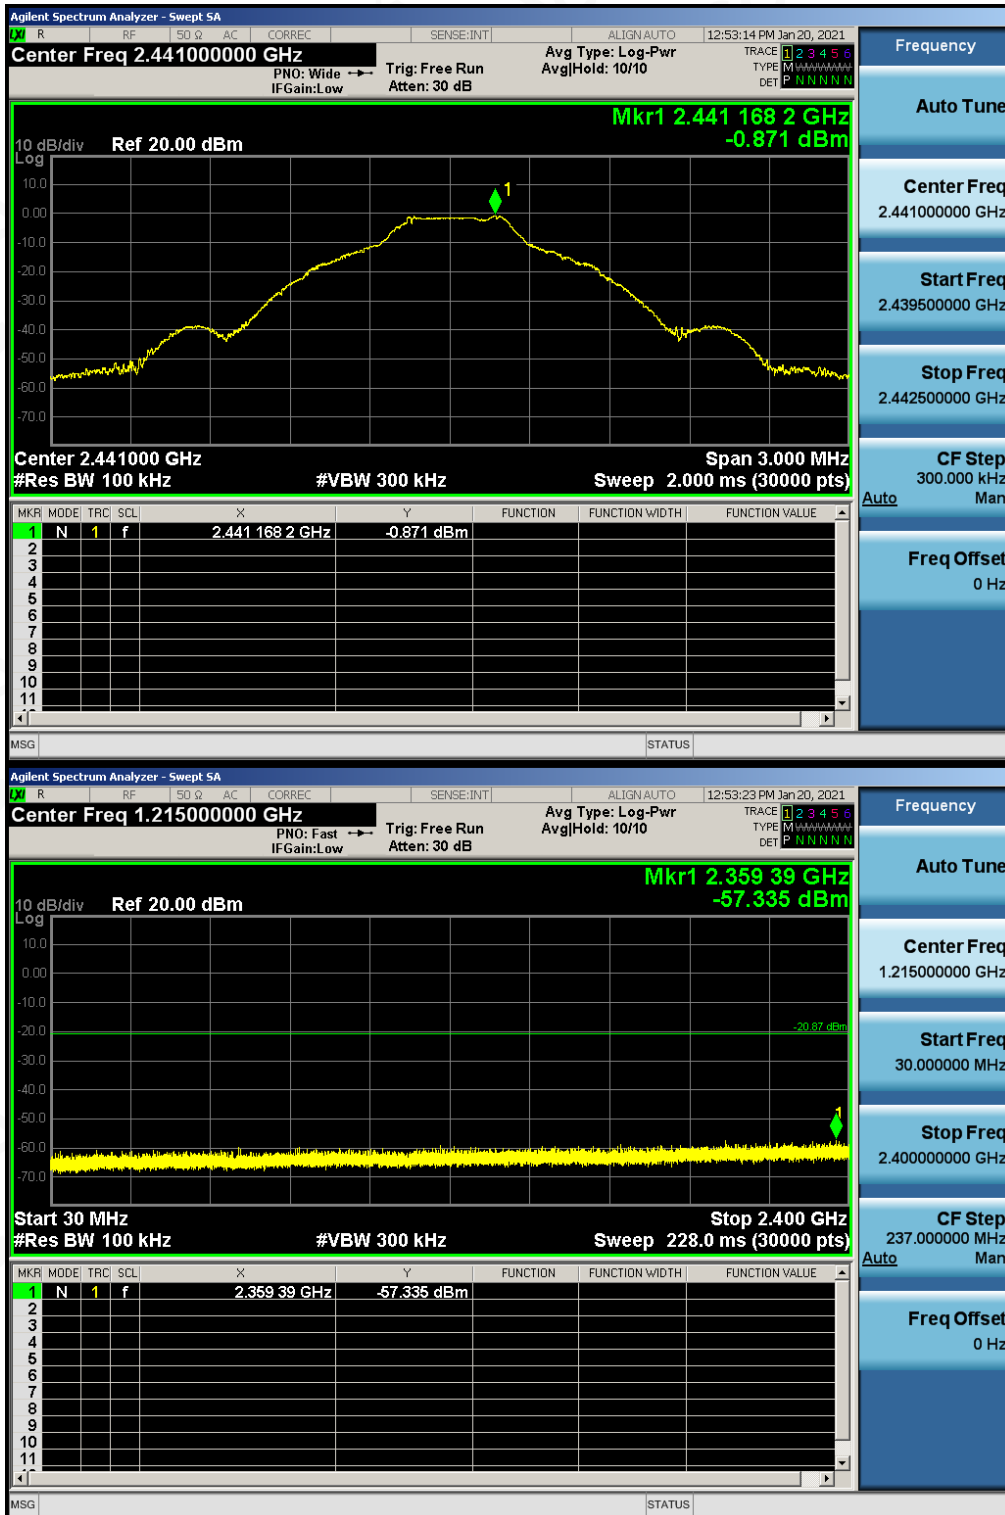 Agilent Spectrum Analyzer - Swept SA
LXI R RF 50 Ω AC CORREC SENSE:INT ALIGN AUTO 12:53:14 PM Jan 20, 2021
Center Freq 2.441000000 GHz
PNO: Wide
IFGain:Low
Trig: Free Run
Atten: 30 dB
Avg Type: Log-Pwr
Avg|Hold: 10/10
TRACE 1 2 3 4 5 6
TYPE M WWWWW
DET P N N N N N
Mkr1 2.441 168 2 GHz
-0.871 dBm
10 dB/div Ref 20.00 dBm
Log
1
10.0
0.00
-10.0
-20.0
-30.0
-40.0
-50.0
-60.0
-70.0
Center 2.441000 GHz Span 3.000 MHz
#Res BW 100 kHz #VBW 300 kHz Sweep 2.000 ms (30000 pts)
MKR MODE TRC SCL X Y FUNCTION FUNCTION WIDTH FUNCTION VALUE
1 N 1 f 2.441 168 2 GHz -0.871 dBm
2
3
4
5
6
7
8
9
10
11
MSG STATUS
Frequency
Auto Tune
Center Freq
2.441000000 GHz
Start Freq
2.439500000 GHz
Stop Freq
2.442500000 GHz
CF Step
300.000 kHz
Auto Man
Freq Offset
0 Hz
Agilent Spectrum Analyzer - Swept SA
LXI R RF 50 Ω AC CORREC SENSE:INT ALIGN AUTO 12:53:23 PM Jan 20, 2021
Center Freq 1.215000000 GHz
PNO: Fast
IFGain:Low
Trig: Free Run
Atten: 30 dB
Avg Type: Log-Pwr
Avg|Hold: 10/10
TRACE 1 2 3 4 5 6
TYPE M WWWWW
DET P N N N N N
Mkr1 2.359 39 GHz
-57.335 dBm
10 dB/div Ref 20.00 dBm
Log
10.0
0.00
-10.0
-20.0
-20.87 dBm
-30.0
-40.0
-50.0
1
-60.0
-70.0
Start 30 MHz Stop 2.400 GHz
#Res BW 100 kHz #VBW 300 kHz Sweep 228.0 ms (30000 pts)
MKR MODE TRC SCL X Y FUNCTION FUNCTION WIDTH FUNCTION VALUE
1 N 1 f 2.359 39 GHz -57.335 dBm
2
3
4
5
6
7
8
9
10
11
MSG STATUS
Frequency
Auto Tune
Center Freq
1.215000000 GHz
Start Freq
30.000000 MHz
Stop Freq
2.400000000 GHz
CF Step
237.000000 MHz
Auto Man
Freq Offset
0 Hz